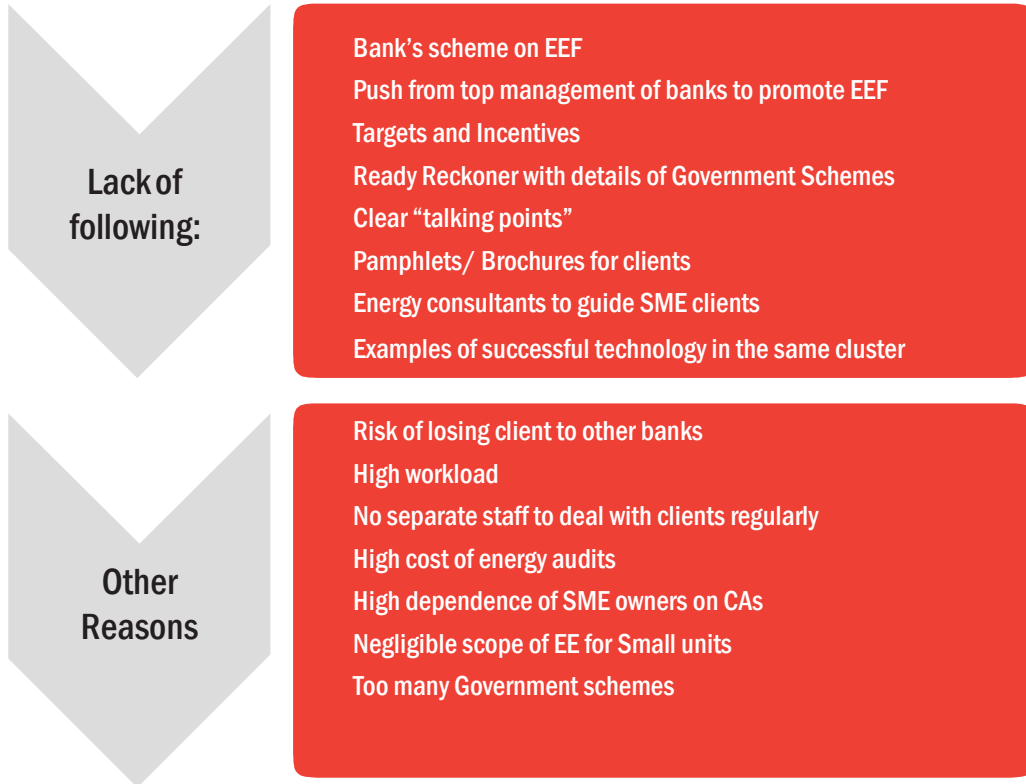 Lack of
following:
Bank’s scheme on EEF
Push from top management of banks to promote EEF
Targets and Incentives
Ready Reckoner with details of Government Schemes
Clear “talking points”
Pamphlets/ Brochures for clients
Energy consultants to guide SME clients
Examples of successful technology in the same cluster
Other
Reasons
Risk of losing client to other banks
High workload
No separate staff to deal with clients regularly
High cost of energy audits
High dependence of SME owners on CAs
Negligible scope of EE for Small units
Too many Government schemes